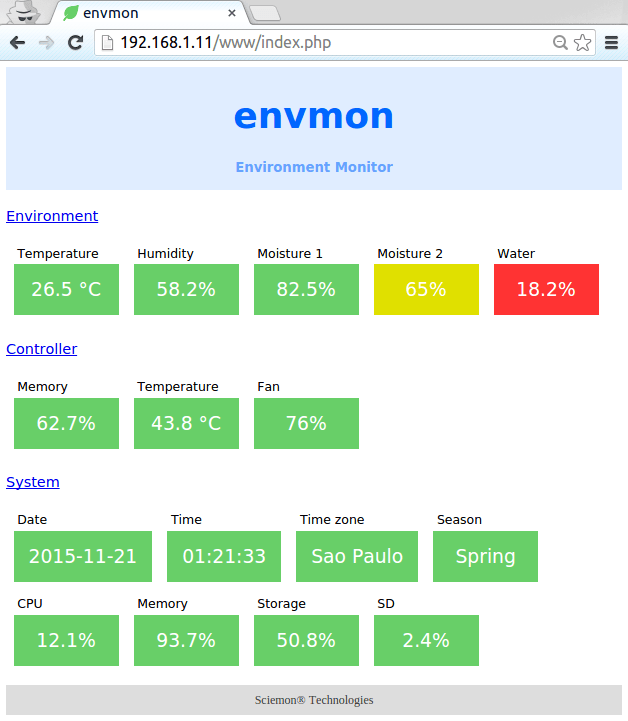 envmon
192.168.1.11/www/index.php
envmon
Environment Monitor
Environment
Temperature Humidity Moisture 1 Moisture 2 Water
26.5 °C 58.2% 82.5% 65% 18.2%
Controller
Memory Temperature Fan
62.7% 43.8 °C 76%
System
Date Time Time zone Season
2015-11-21 01:21:33 Sao Paulo Spring
CPU Memory Storage SD
12.1% 93.7% 50.8% 2.4%
Sciemon® Technologies